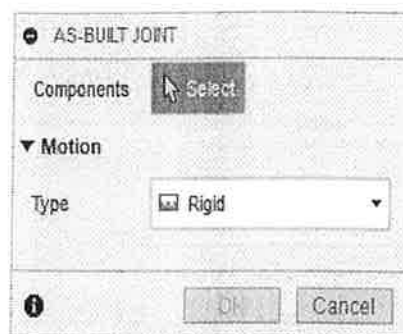 AS-BUILT JOINT
Components Select
Motion
Type Rigid
OK Cancel